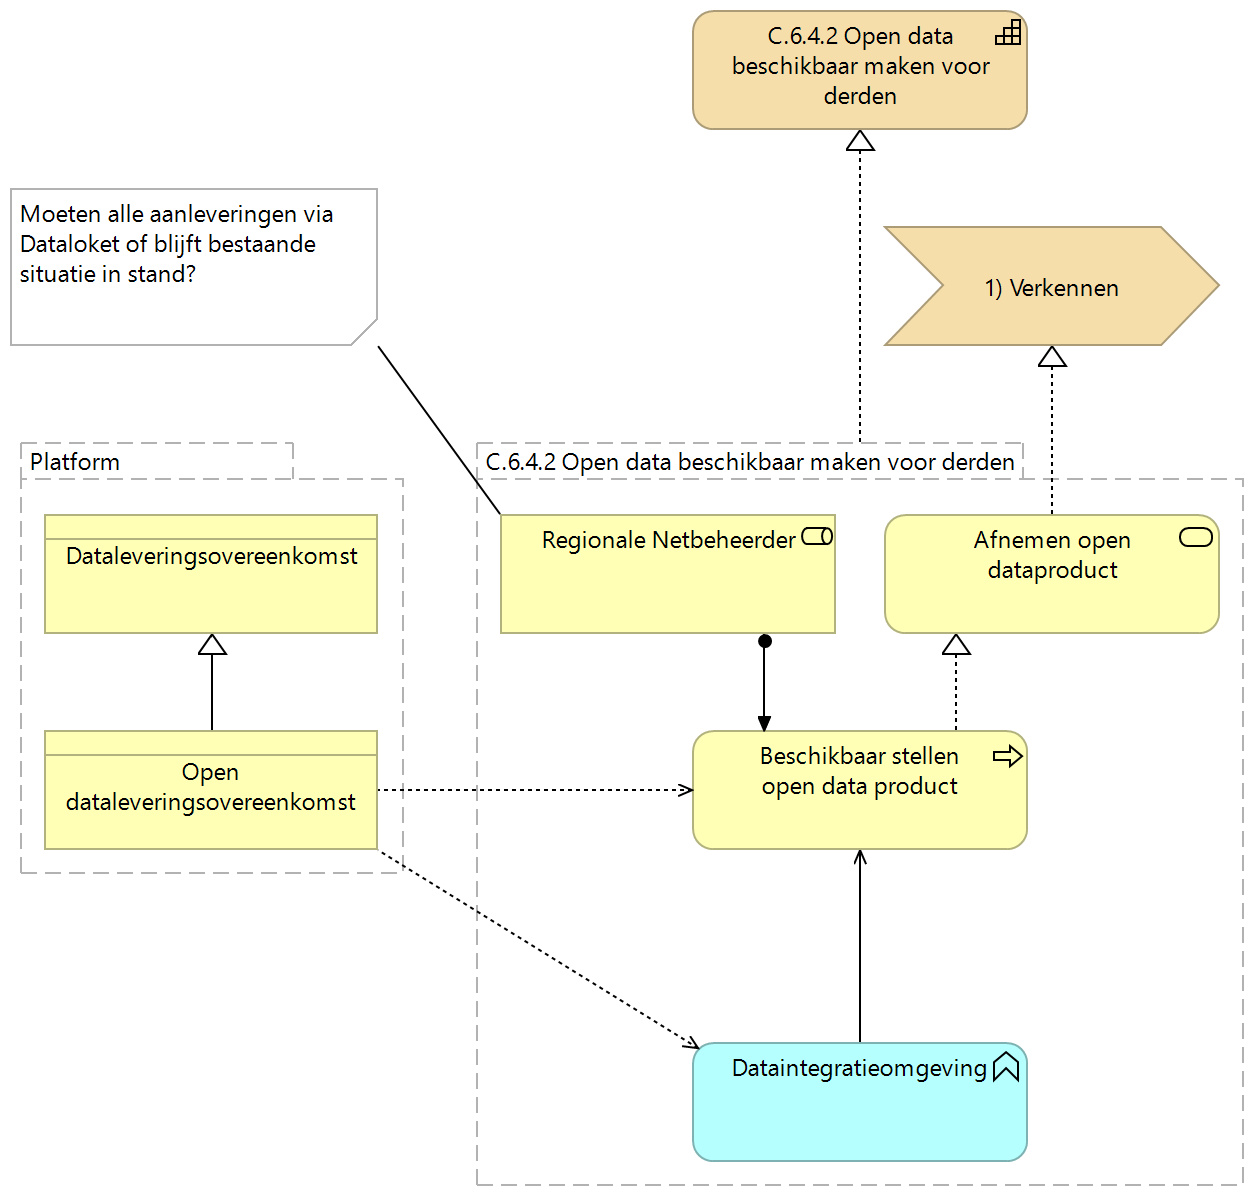 C.6.4.2 Open data
beschikbaar maken voor
derden
Moeten alle aanleveringen via
Dataloket of blijft bestaande
situatie in stand?
1) Verkennen
Platform
C.6.4.2 Open data beschikbaar maken voor derden
Dataleveringsovereenkomst
Regionale Netbeheerder
Afnemen open
dataproduct
Open
dataleveringsovereenkomst
Beschikbaar stellen
open data product
Dataintegratieomgeving